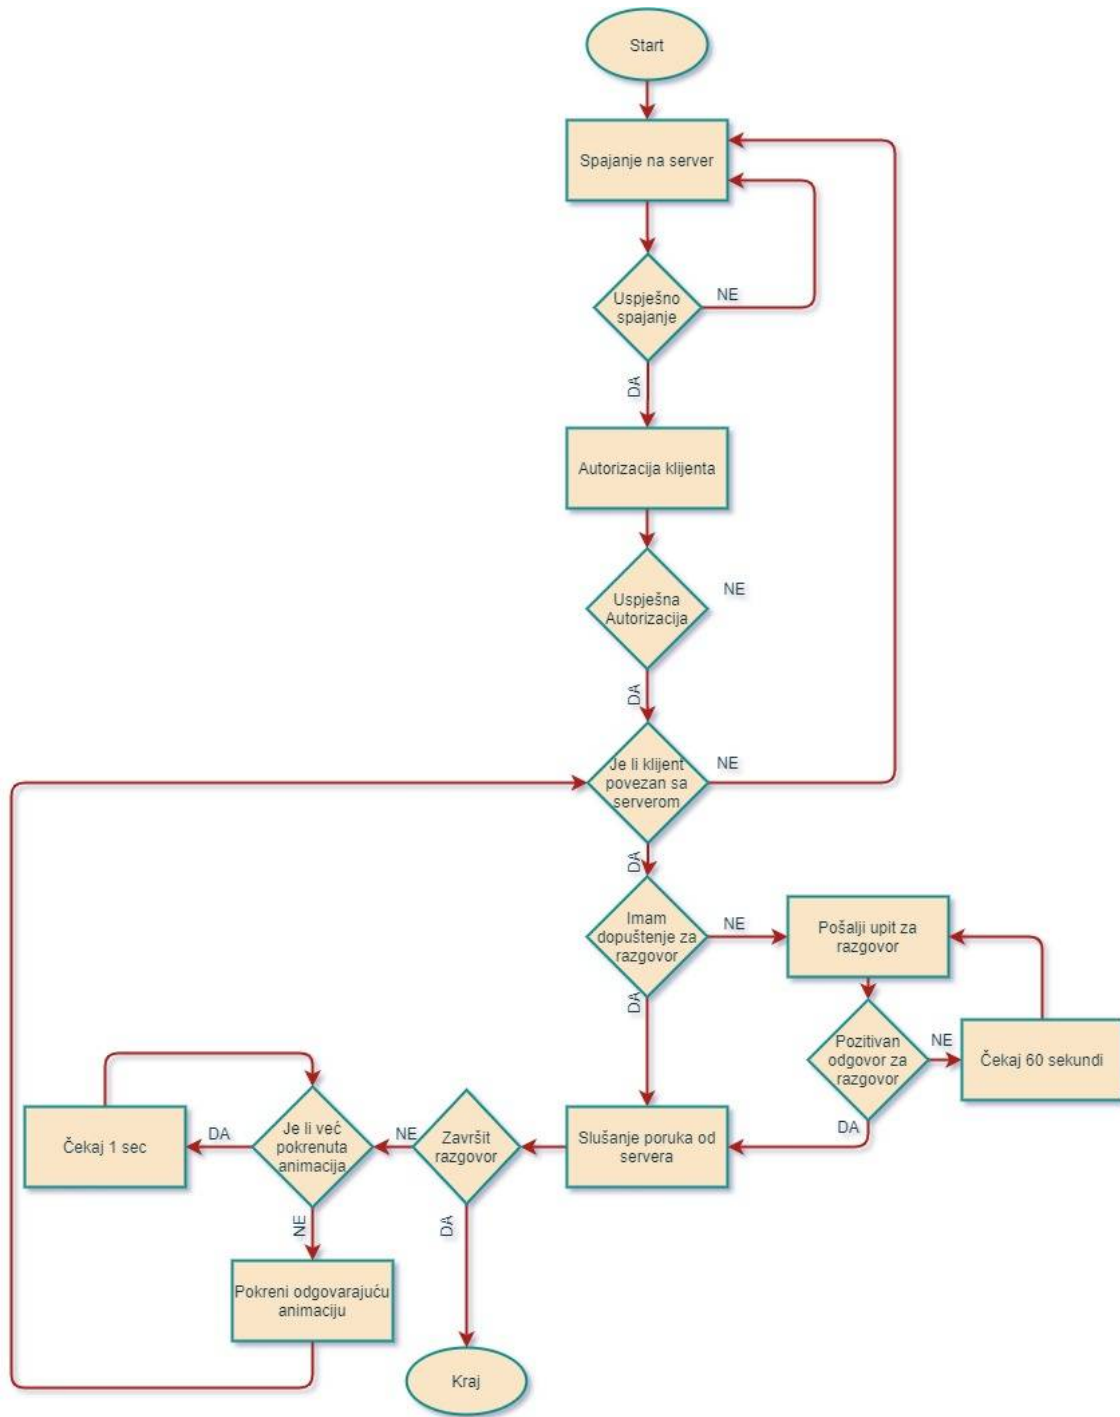 Start
Spajanje na server
Uspješno
spajanje
NE
DA
Autorizacija klijenta
Uspješna
Autorizacija
NE
DA
Je li klijent
povezan sa
serverom
NE
DA
Imam
dopuštenje za
razgovor
NE
DA
Pošalji upit za
razgovor
Pozitivan
odgovor za
razgovor
NE
Čekaj 60 sekundi
DA
Slušanje poruka od
servera
Završit
razgovor
NE
DA
Je li već
pokrenuta
animacija
DA
Čekaj 1 sec
NE
Pokreni odgovarajuću
animaciju
Kraj